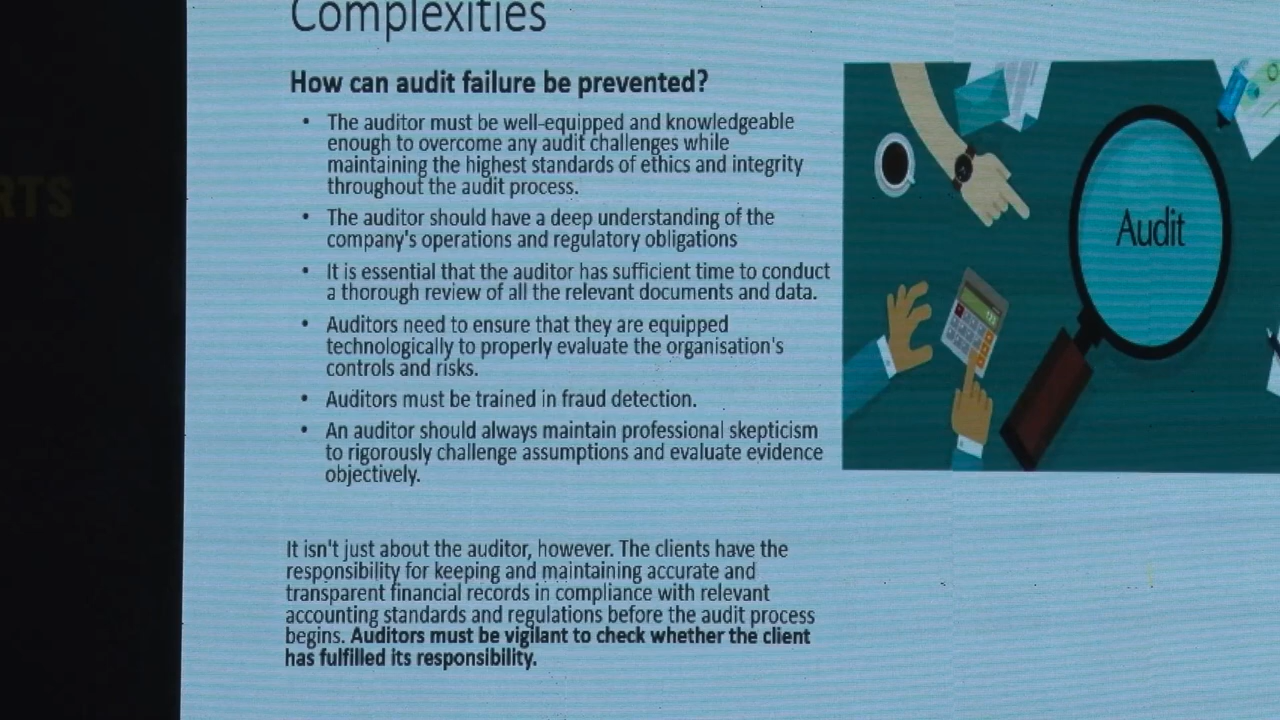 Complexities
How can audit failure be prevented?
• The auditor must be well-equipped and knowledgeable
enough to overcome any audit challenges while
maintaining the highest standards of ethics and integrity
throughout the audit process.
• The auditor should have a deep understanding of the
company's operations and regulatory obligations
• It is essential that the auditor has sufficient time to conduct
a thorough review of all the relevant documents and data.
• Auditors need to ensure that they are equipped
technologically to properly evaluate the organisation's
controls and risks.
• Auditors must be trained in fraud detection.
• An auditor should always maintain professional skepticism
to rigorously challenge assumptions and evaluate evidence
objectively.
It isn't just about the auditor, however. The clients have the
responsibility for keeping and maintaining accurate and
transparent financial records in compliance with relevant
accounting standards and regulations before the audit process
begins. Auditors must be vigilant to check whether the client
has fulfilled its responsibility.
Audit
RTS